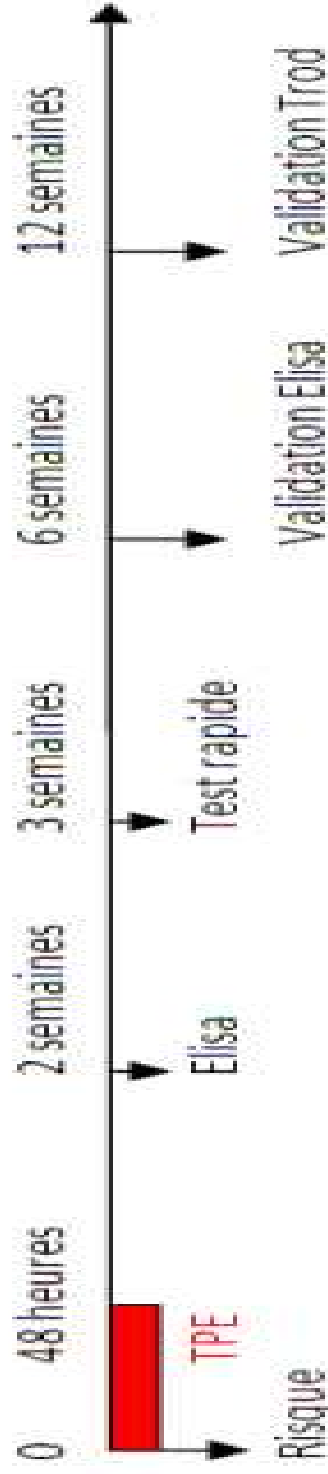 0 48 heures 2 semaines 3 semaines 6 semaines 12 semaines
TPE Elisa Test rapide
Risque Validation Elisa Validation Trod